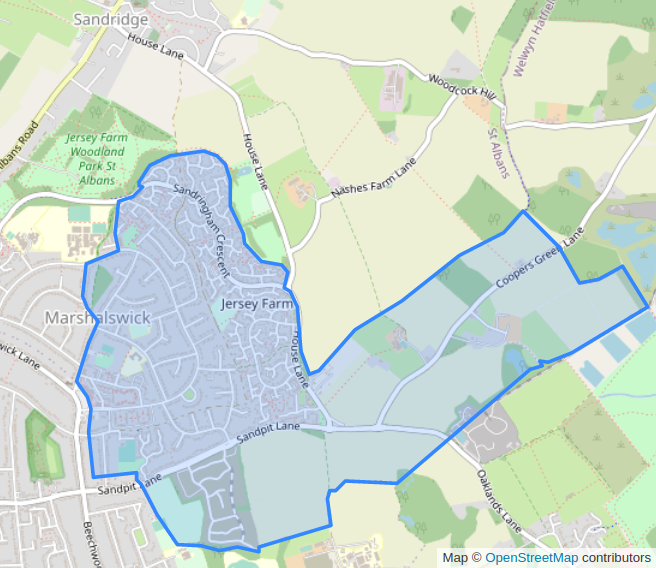 Sandridge
House Lane
Welwyn Hatfield
Woodcock Hill
St Albans
Jersey Farm
Woodland
Park St
Albans
lbans Road
House Lane
Nashes Farm Lane
Sandringham Crescent
Coopers Green Lane
Jersey Farm
Marshalswick
wick Lane
House Lane
Sandpit Lane
Sandpit Lane
Oaklands Lane
Beechwo
Map © OpenStreetMap contributors